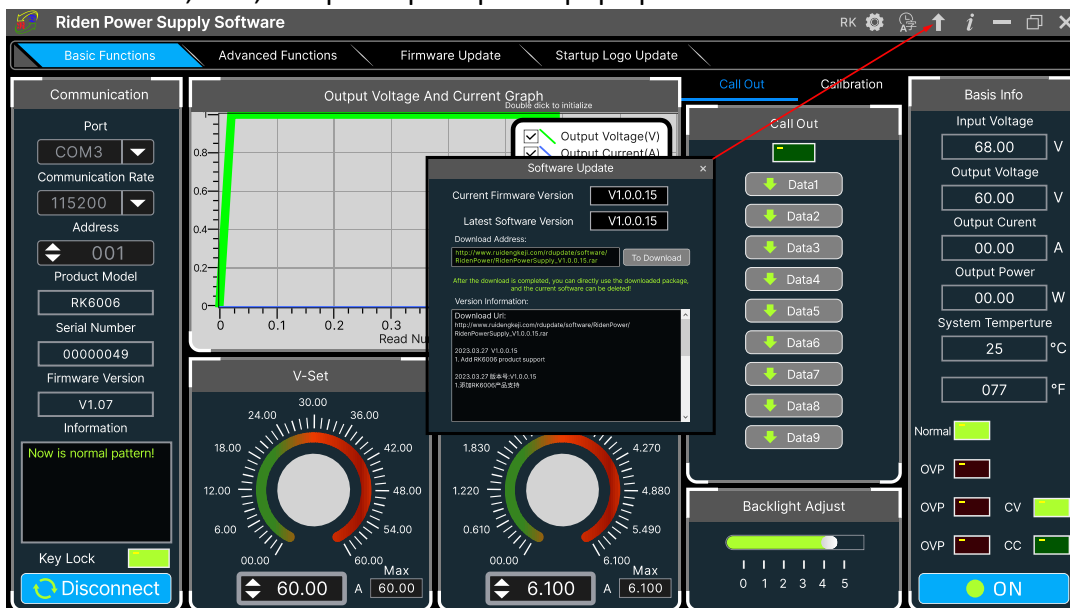 Riden Power Supply Software
RK
Basic Functions
Advanced Functions
Firmware Update
Startup Logo Update
Communication
Port
COM3
Communication Rate
115200
Address
001
Product Model
RK6006
Serial Number
00000049
Firmware Version
V1.07
Information
Now is normal pattern!
Key Lock
Disconnect
Output Voltage And Current Graph
Double dick to initialize
Output Voltage(V)
Output Current(A)
1
0.8
0.6
0.4
0.2
0
0 0.1 0.2 0.3
Read Nu
Software Update
Current Firmware Version V1.0.0.15
Latest Software Version V1.0.0.15
Download Address:
http://www.ruidengkeji.com/rdupdate/software/
RidenPower/RidenPowerSupply_V1.0.0.15.rar
To Download
After the download is completed, you can directly use the downloaded package,
and the current software can be deleted!
Version Information:
Download Url:
http://www.ruidengkeji.com/rdupdate/software/RidenPower/
RidenPowerSupply_V1.0.0.15.rar
2023.03.27 V1.0.0.15
1. Add RK6006 product support
2023.03.27 版本号:V1.0.0.15
1.添加RK6006产品支持
V-Set
30.00
24.00 36.00
18.00 42.00
12.00 48.00
6.00 54.00
00.00 60.00
Max
60.00 A 60.00
1.830 4.270
1.220 4.880
0.610 5.490
00.00 6.100
Max
6.100 A 6.100
Call Out
Calibration
Call Out
Data1
Data2
Data3
Data4
Data5
Data6
Data7
Data8
Data9
Backlight Adjust
0 1 2 3 4 5
Basis Info
Input Voltage
68.00 V
Output Voltage
60.00 V
Output Curent
00.00 A
Output Power
00.00 W
System Temperture
25 °C
077 °F
Normal
OVP
OVP CV
OVP CC
ON